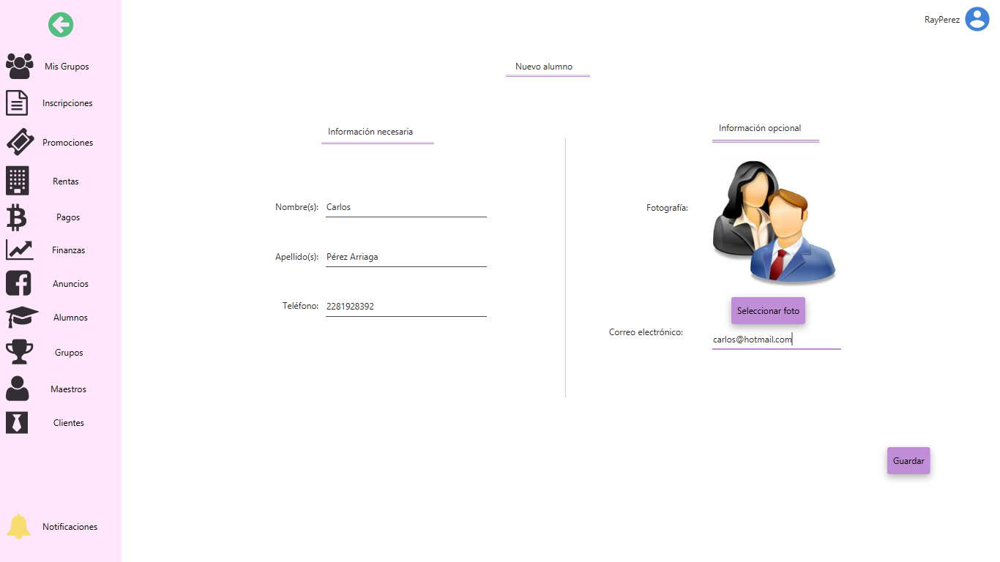 RayPerez
Mis Grupos
Inscripciones
Promociones
Rentas
Pagos
Finanzas
Anuncios
Alumnos
Grupos
Maestros
Clientes
Notificaciones
Nuevo alumno
Información necesaria
Nombre(s): Carlos
Apellido(s): Pérez Arriaga
Teléfono: 2281928392
Información opcional
Fotografía:
Seleccionar foto
Correo electrónico: carlos@hotmail.com
Guardar